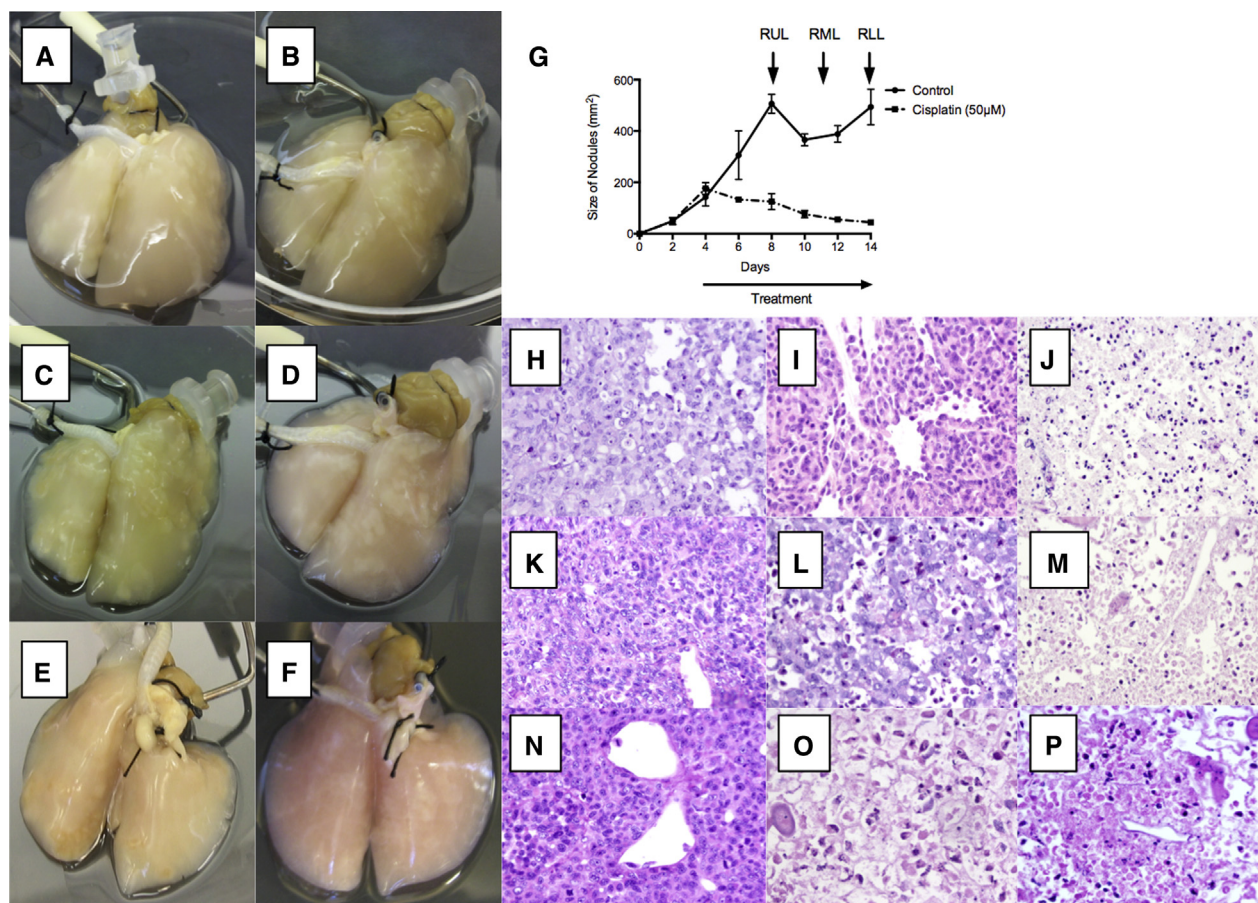 A
B
C
D
E
F
G
RUL RML RLL
Size of Nodules (mm²)
600
400
200
0
0 2 4 6 8 10 12 14
Days
Treatment
Control
Cisplatin (50µM)
H
I
J
K
L
M
N
O
P